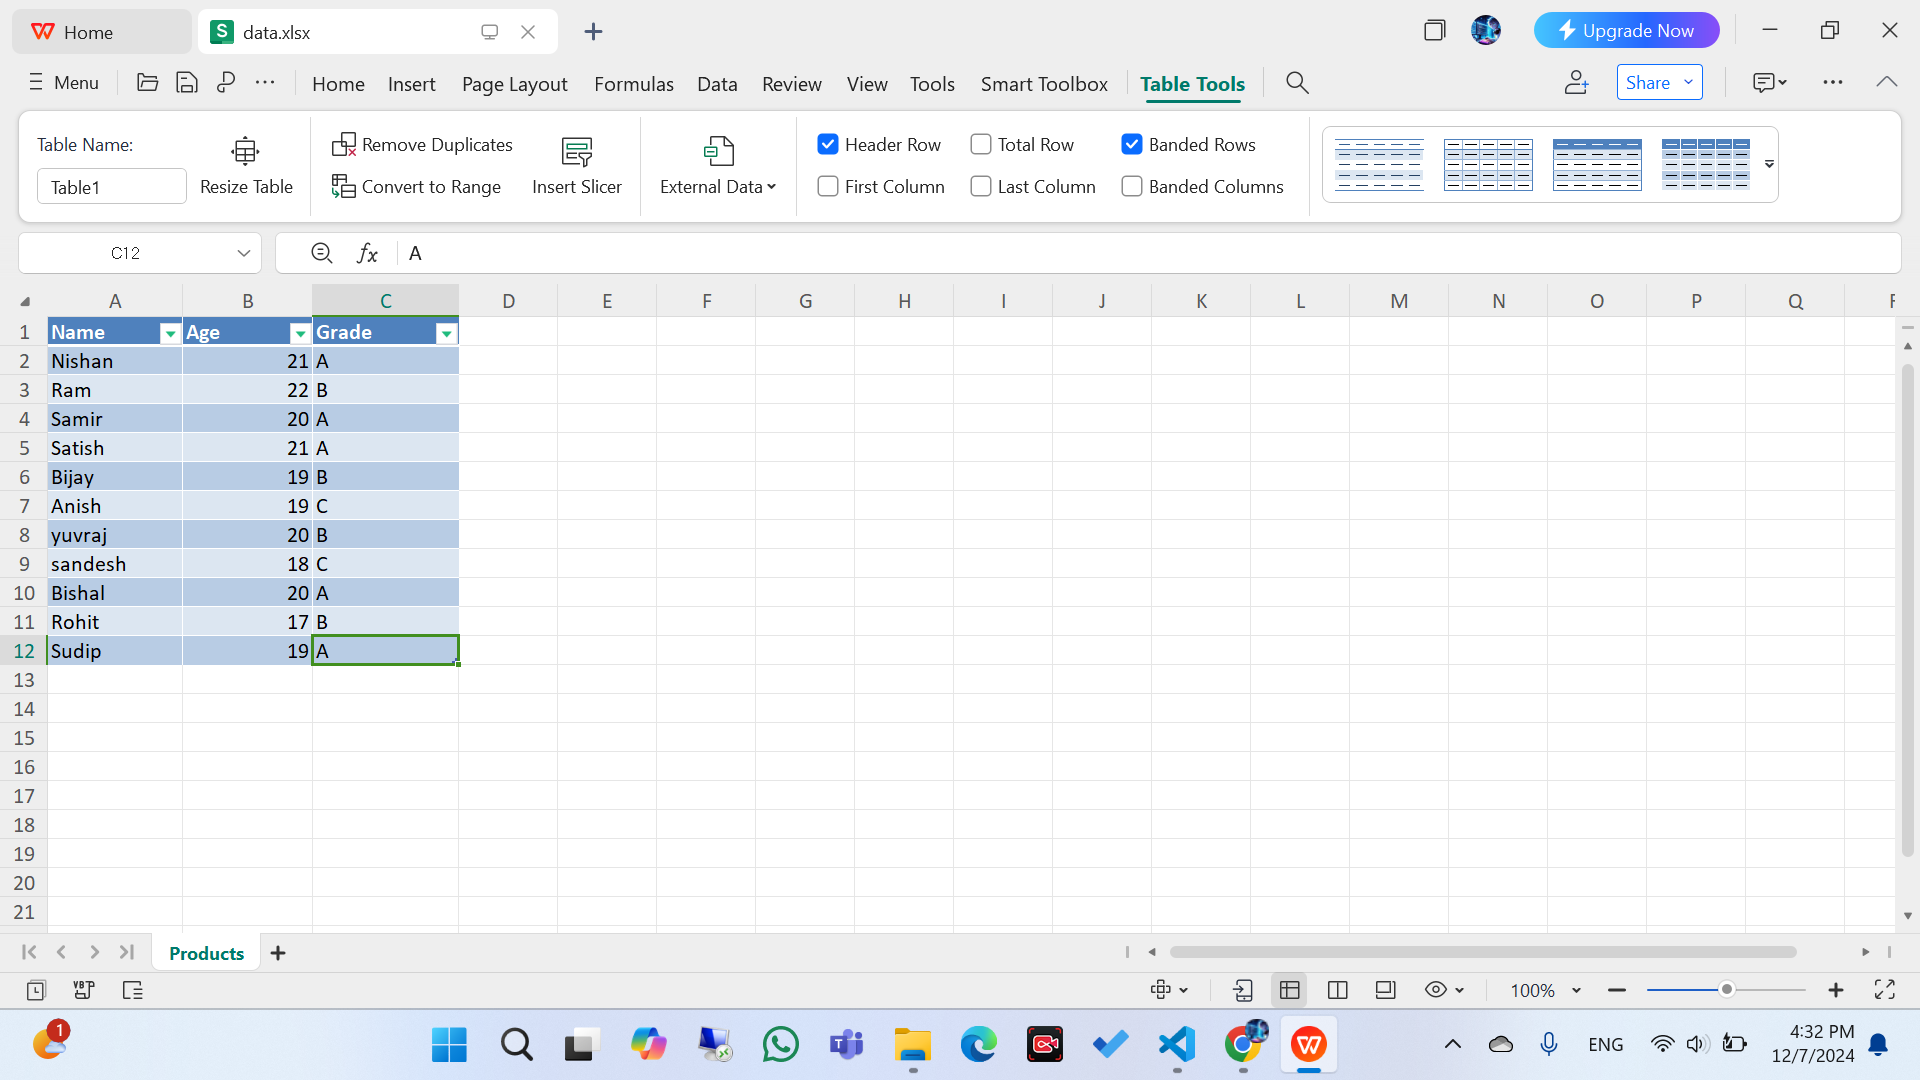 Home
data.xlsx
Upgrade Now
Menu
Home Insert Page Layout Formulas Data Review View Tools Smart Toolbox Table Tools
Share
Table Name:
Table1
Resize Table
Remove Duplicates
Convert to Range
Insert Slicer
External Data
Header Row
Total Row
Banded Rows
First Column
Last Column
Banded Columns
C12
fx
A
A B C D E F G H I J K L M N O P Q
1 Name Age Grade
2 Nishan 21 A
3 Ram 22 B
4 Samir 20 A
5 Satish 21 A
6 Bijay 19 B
7 Anish 19 C
8 yuvraj 20 B
9 sandesh 18 C
10 Bishal 20 A
11 Rohit 17 B
12 Sudip 19 A
13
14
15
16
17
18
19
20
21
Products
100%
1
ENG
4:32 PM
12/7/2024